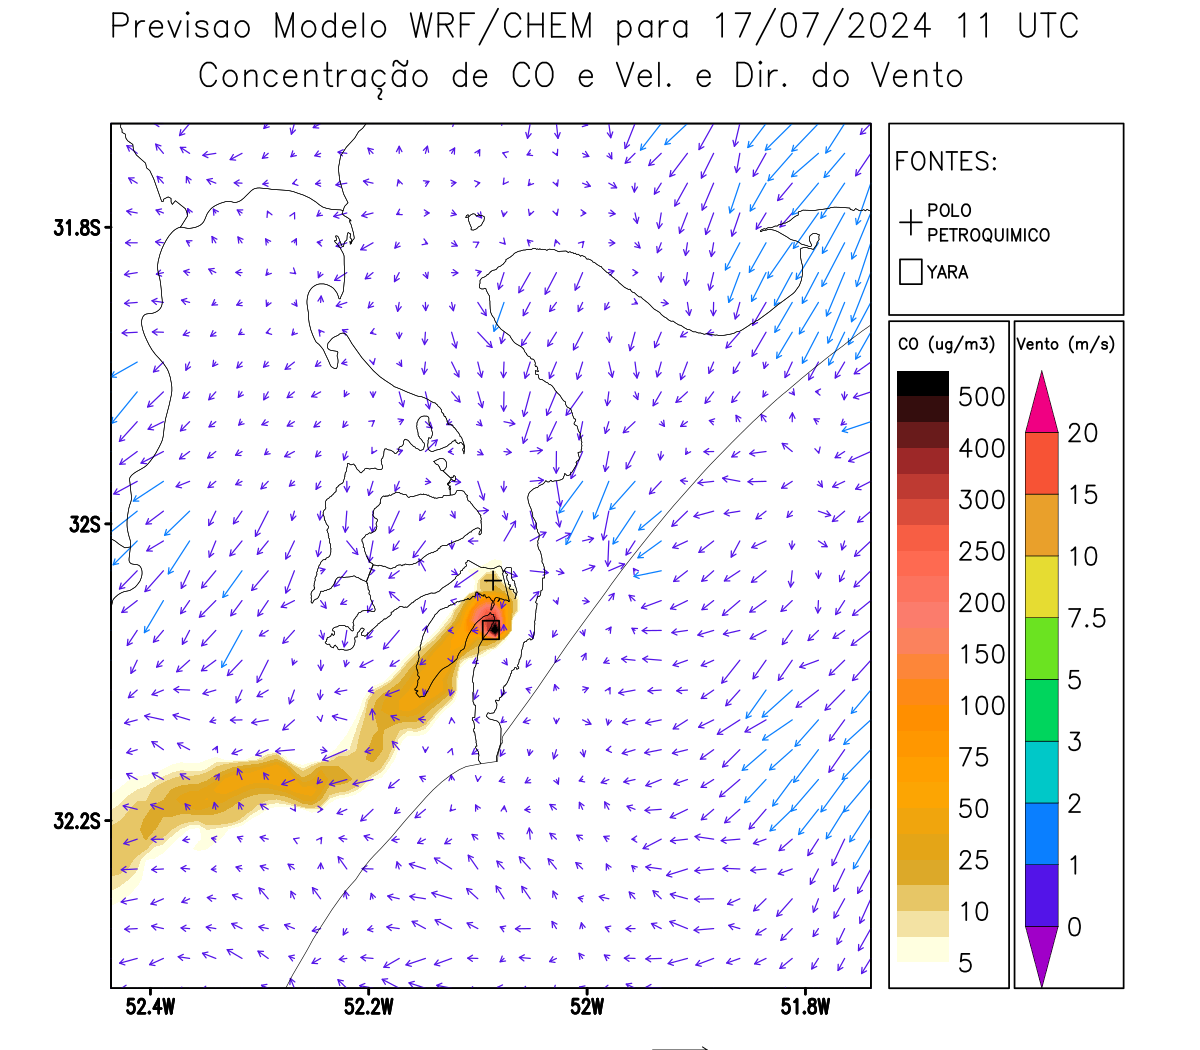 Previsao Modelo WRF/CHEM para 17/07/2024 11 UTC
Concentração de CO e Vel. e Dir. do Vento
FONTES:
POLO
PETROQUIMICO
YARA
CO (ug/m3)
500
400
300
250
200
150
100
75
50
25
10
5
Vento (m/s)
20
15
10
7.5
5
3
2
1
0
31.8S
32S
32.2S
52.4W
52.2W
52W
51.8W